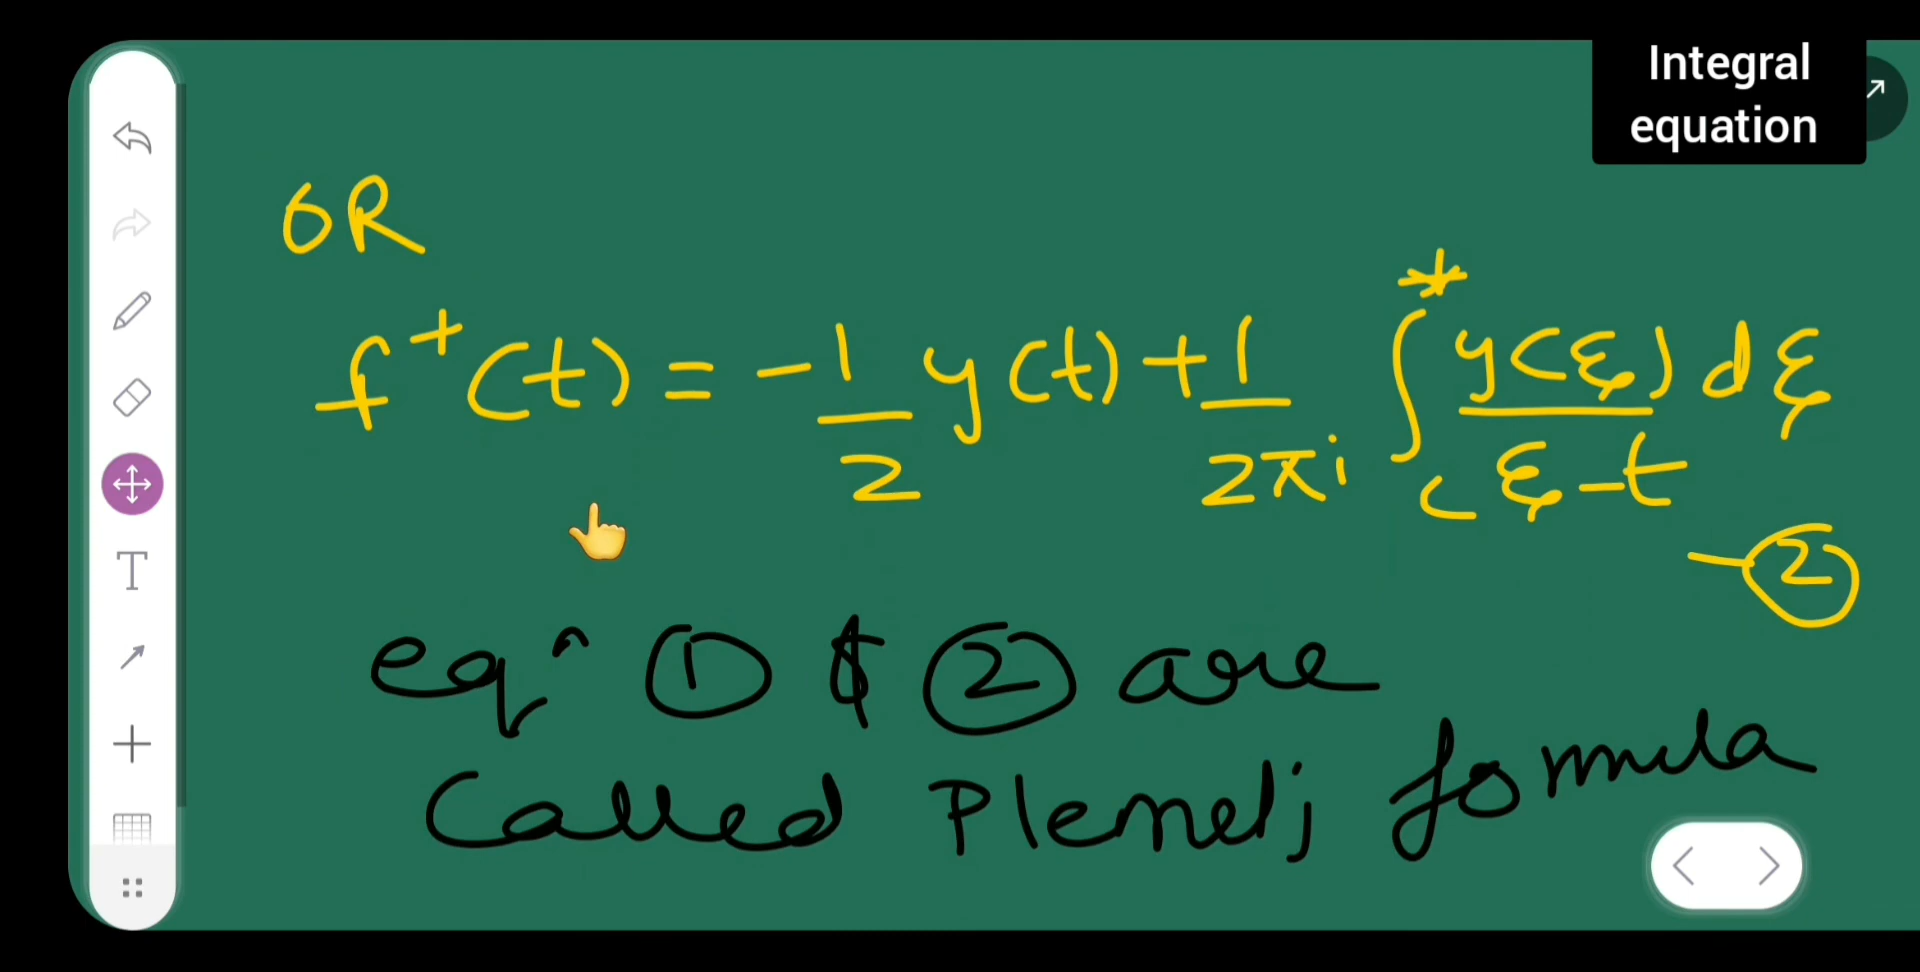 Integral
equation
OR
f⁺(t) = -1/2 y(t) + 1/2πi ∫*_C y(ξ)/ξ-t dξ
-②
eqⁿ ① & ② are
Called Plemelj formula